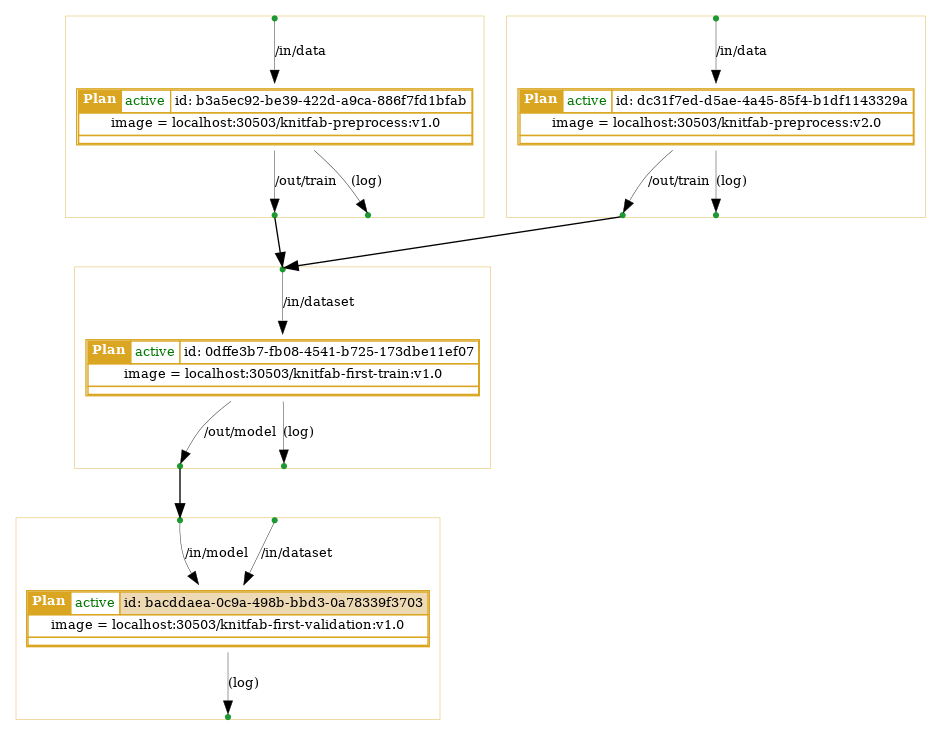 /in/data
/in/data
Plan active id: b3a5ec92-be39-422d-a9ca-886f7fd1bfab
image = localhost:30503/knitfab-preprocess:v1.0
Plan active id: dc31f7ed-d5ae-4a45-85f4-b1df1143329a
image = localhost:30503/knitfab-preprocess:v2.0
/out/train (log)
/out/train (log)
/in/dataset
Plan active id: 0dffe3b7-fb08-4541-b725-173dbe11ef07
image = localhost:30503/knitfab-first-train:v1.0
/out/model (log)
/in/model /in/dataset
Plan active id: bacddaea-0c9a-498b-bbd3-0a78339f3703
image = localhost:30503/knitfab-first-validation:v1.0
(log)